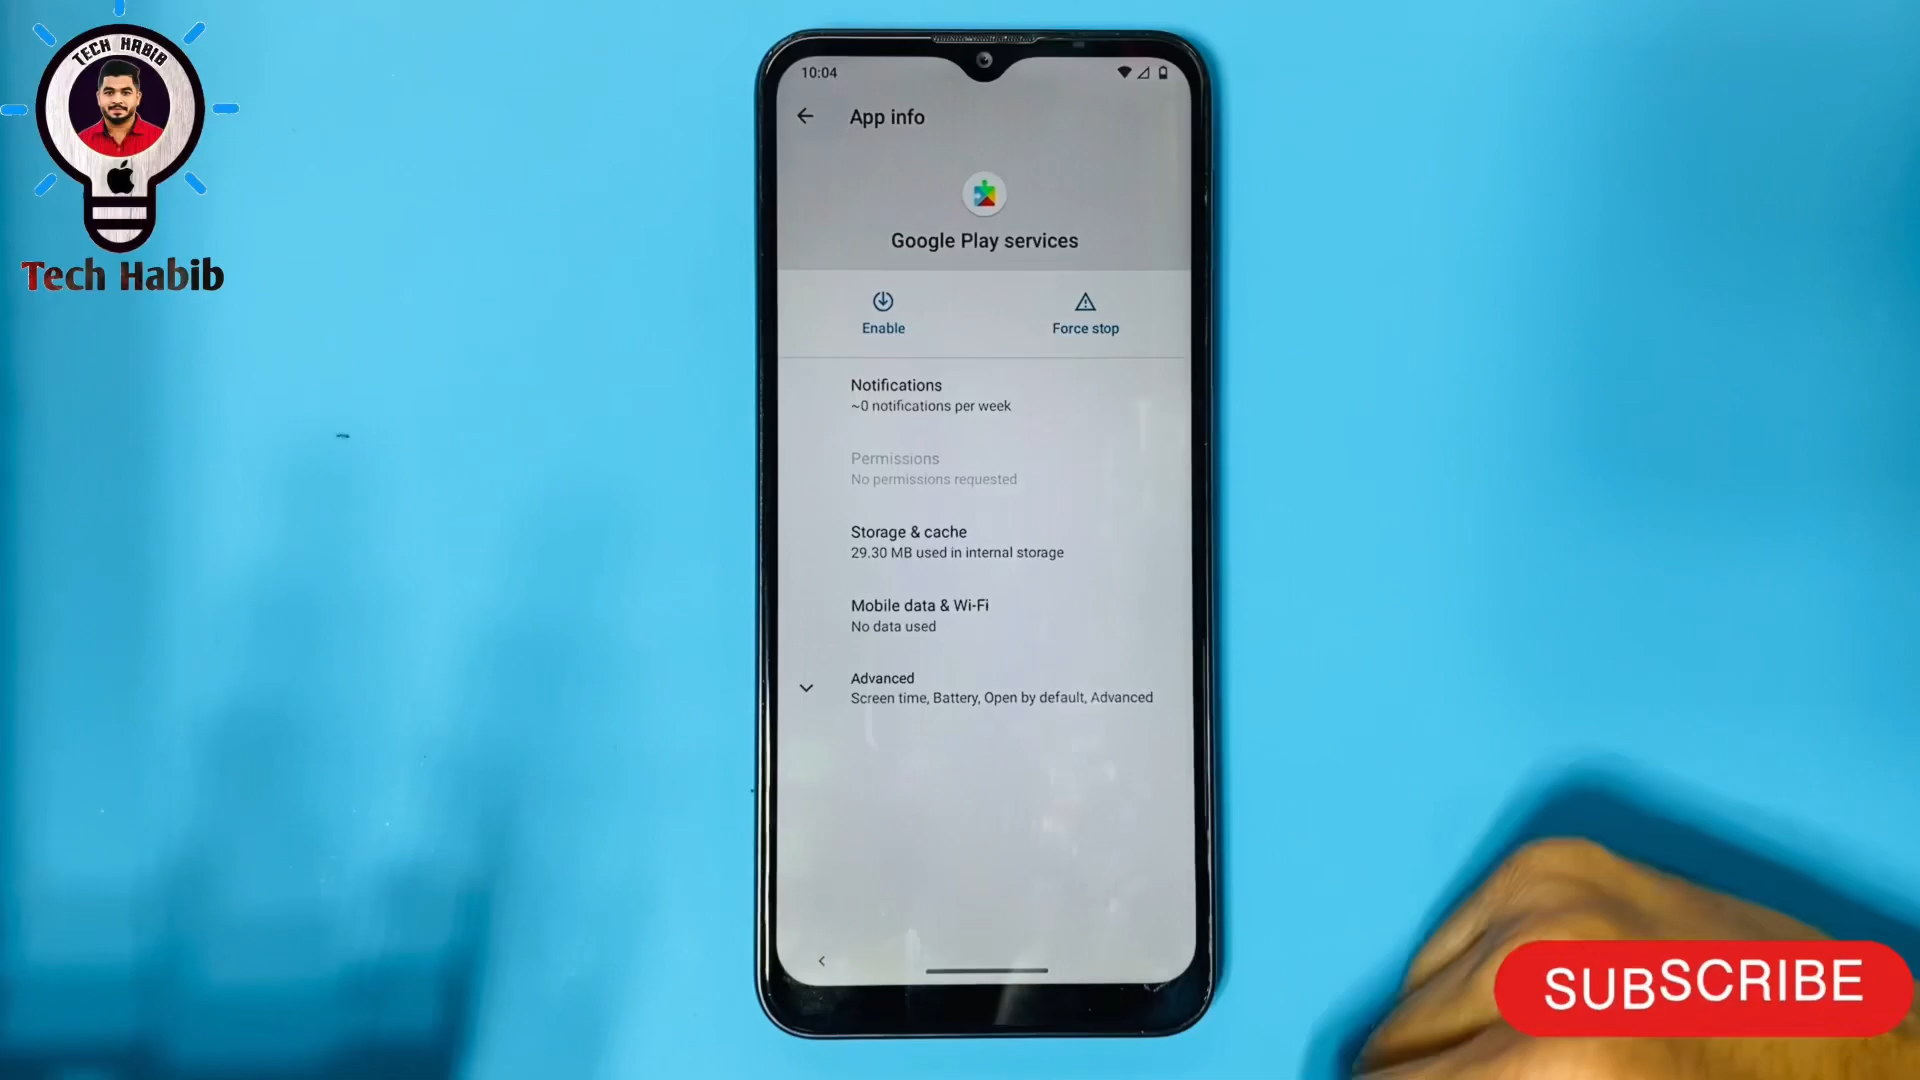 TECH HABIB
Tech Habib
10:04
App info
Google Play services
Enable
Force stop
Notifications
~0 notifications per week
Permissions
No permissions requested
Storage & cache
29.30 MB used in internal storage
Mobile data & Wi-Fi
No data used
Advanced
Screen time, Battery, Open by default, Advanced
SUBSCRIBE